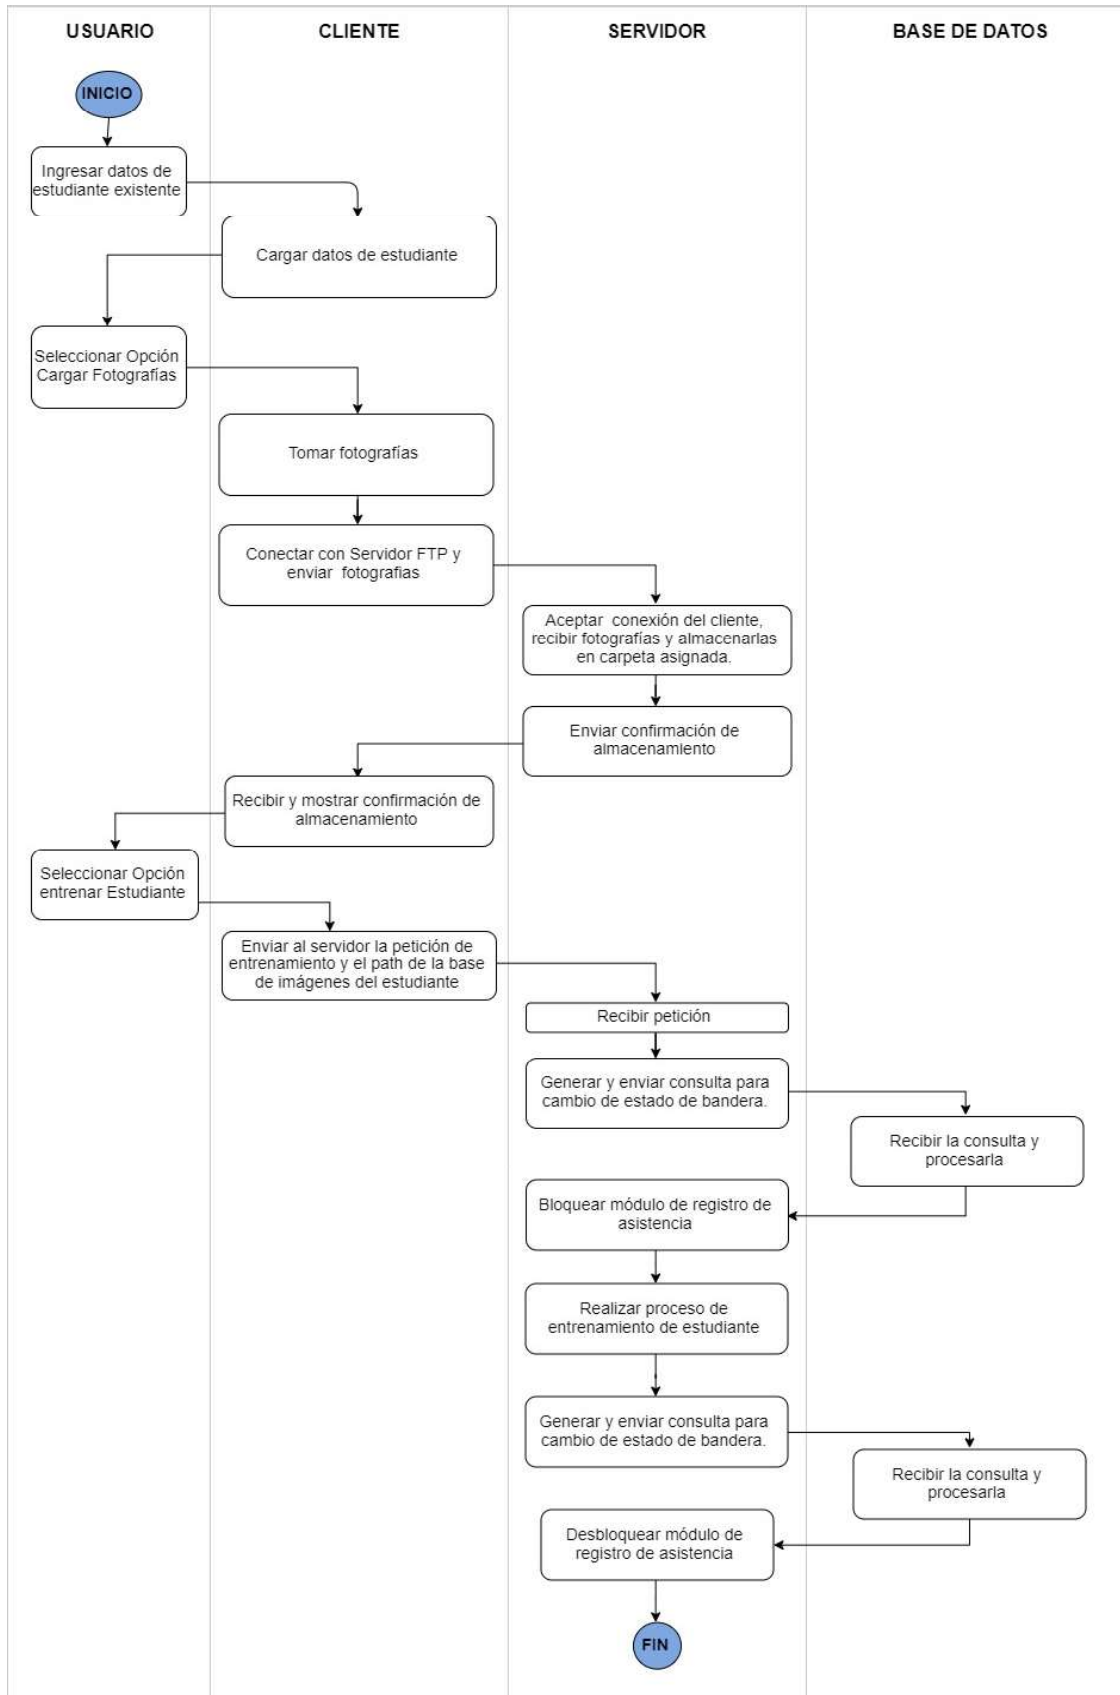 USUARIO
CLIENTE
SERVIDOR
BASE DE DATOS
INICIO
Ingresar datos de
estudiante existente
Cargar datos de estudiante
Seleccionar Opción
Cargar Fotografías
Tomar fotografías
Conectar con Servidor FTP y
enviar fotografias
Aceptar conexión del cliente,
recibir fotografías y almacenarlas
en carpeta asignada.
Enviar confirmación de
almacenamiento
Recibir y mostrar confirmación de
almacenamiento
Seleccionar Opción
entrenar Estudiante
Enviar al servidor la petición de
entrenamiento y el path de la base
de imágenes del estudiante
Recibir petición
Generar y enviar consulta para
cambio de estado de bandera.
Recibir la consulta y
procesarla
Bloquear módulo de registro de
asistencia
Realizar proceso de
entrenamiento de estudiante
Generar y enviar consulta para
cambio de estado de bandera.
Recibir la consulta y
procesarla
Desbloquear módulo de
registro de asistencia
FIN